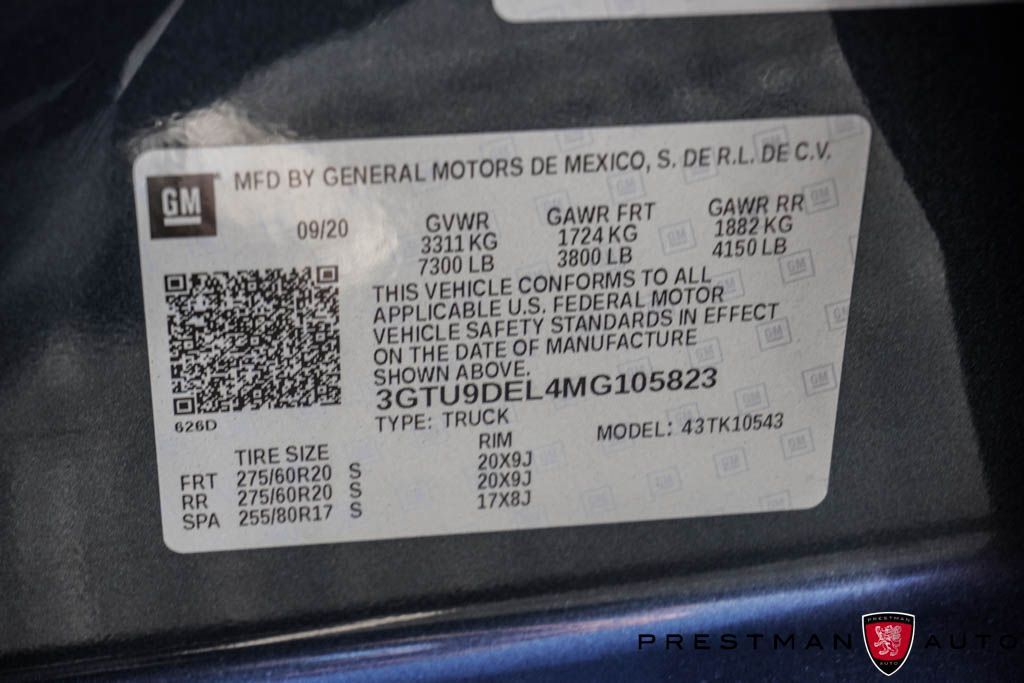 GM
MFD BY GENERAL MOTORS DE MEXICO, S. DE R.L. DE C.V.
09/20
GVWR GAWR FRT GAWR RR
3311 KG 1724 KG 1882 KG
7300 LB 3800 LB 4150 LB
THIS VEHICLE CONFORMS TO ALL
APPLICABLE U.S. FEDERAL MOTOR
VEHICLE SAFETY STANDARDS IN EFFECT
ON THE DATE OF MANUFACTURE
SHOWN ABOVE.
3GTU9DEL4MG105823
626D
TYPE: TRUCK MODEL: 43TK10543
TIRE SIZE RIM
FRT 275/60R20 S 20X9J
RR 275/60R20 S 20X9J
SPA 255/80R17 S 17X8J
PRESTMAN AUTO
PRESTMAN
AUTO